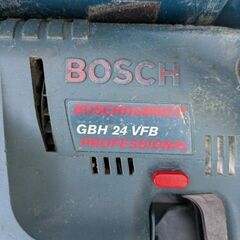 BOSCH
BOSCHHAMMER
GBH 24 VFB
PROFESSIONAL